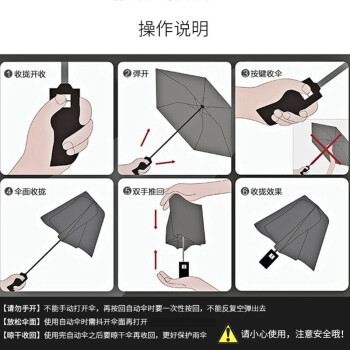 操作说明
1 收拢开收
2 弹开
3 按键收伞
4 伞面收拢
5 双手推回
6 收拢效果
【请勿手开】不能手动打开伞，再按回自动伞时要一次性按回，不能反复空弹出去
【放松伞面】使用自动伞时需抖开伞面再打开
【晾干收回】使用完自动伞之后要晾干伞再收回，更好保护雨伞
请小心使用，注意安全哦！